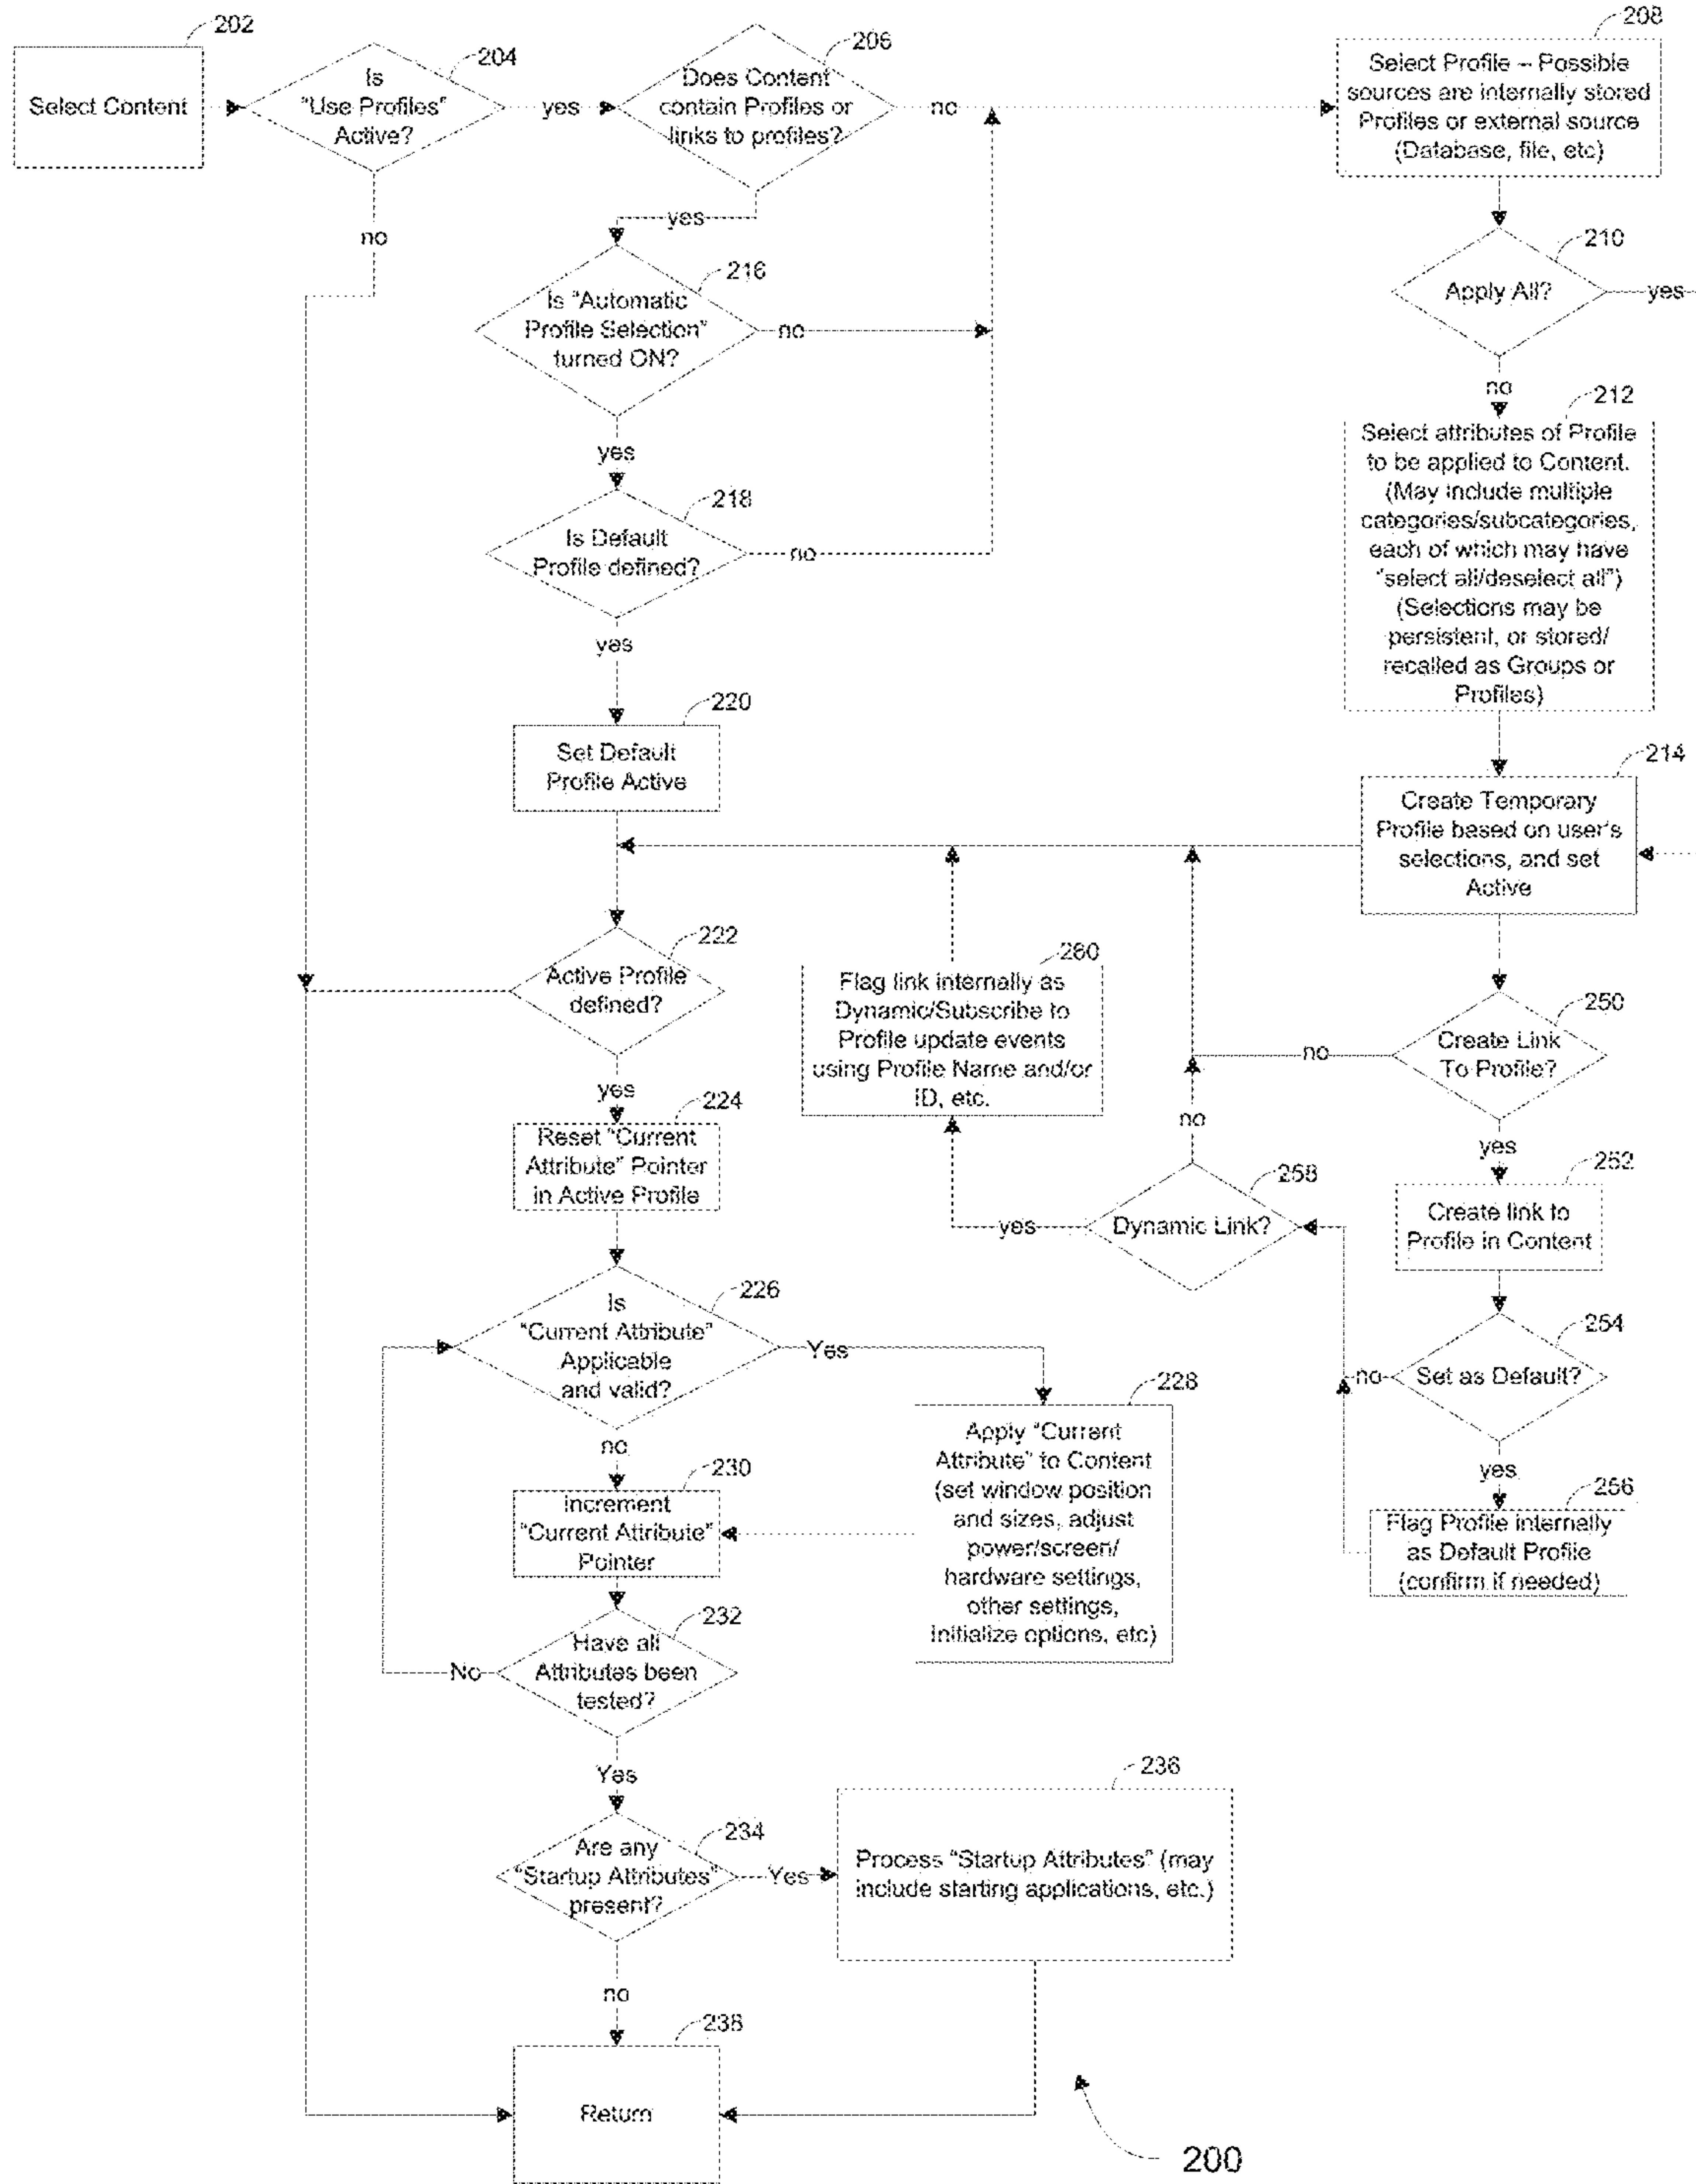 202
Select Content
204
Is
"Use Profiles"
Active?
yes
no
206
Does Content
contain Profiles or
links to profiles?
no
yes
208
Select Profile – Possible
sources are internally stored
Profiles or external source
(Database, file, etc)
210
Apply All?
yes
no
212
Select attributes of Profile
to be applied to Content.
(May include multiple
categories/subcategories,
each of which may have
"select all/deselect all")
(Selections may be
persistent, or stored/
recalled as Groups or
Profiles)
214
Create Temporary
Profile based on user's
selections, and set
Active
216
Is "Automatic
Profile Selection"
turned ON?
no
yes
218
Is Default
Profile defined?
no
yes
220
Set Default
Profile Active
222
Active Profile
defined?
yes
224
Reset "Current
Attribute" Pointer
in Active Profile
226
Is
"Current Attribute"
Applicable
and valid?
Yes
no
228
Apply "Current
Attribute" to Content
(set window position
and sizes, adjust
power/screen/
hardware settings,
other settings,
Initialize options, etc)
230
Increment
"Current Attribute"
Pointer
232
Have all
Attributes been
tested?
No
Yes
234
Are any
"Startup Attributes"
present?
Yes
no
236
Process "Startup Attributes" (may
include starting applications, etc.)
238
Return
250
Create Link
To Profile?
no
yes
252
Create link to
Profile in Content
254
Set as Default?
no
yes
256
Flag Profile internally
as Default Profile
(confirm if needed)
258
Dynamic Link?
no
yes
260
Flag link internally as
Dynamic/Subscribe to
Profile update events
using Profile Name and/or
ID, etc.
200